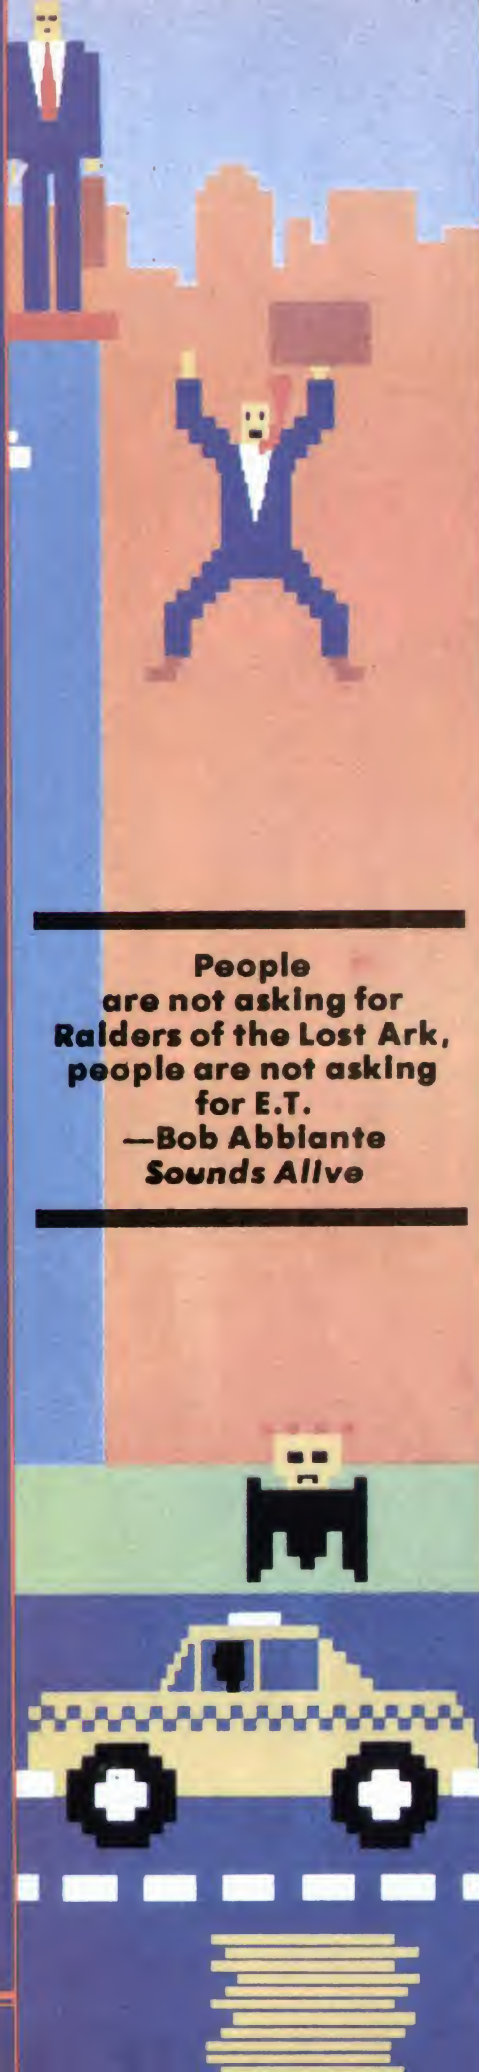 People
are not asking for
Raiders of the Lost Ark,
people are not asking
for E.T.
—Bob Abbiante
Sounds Alive